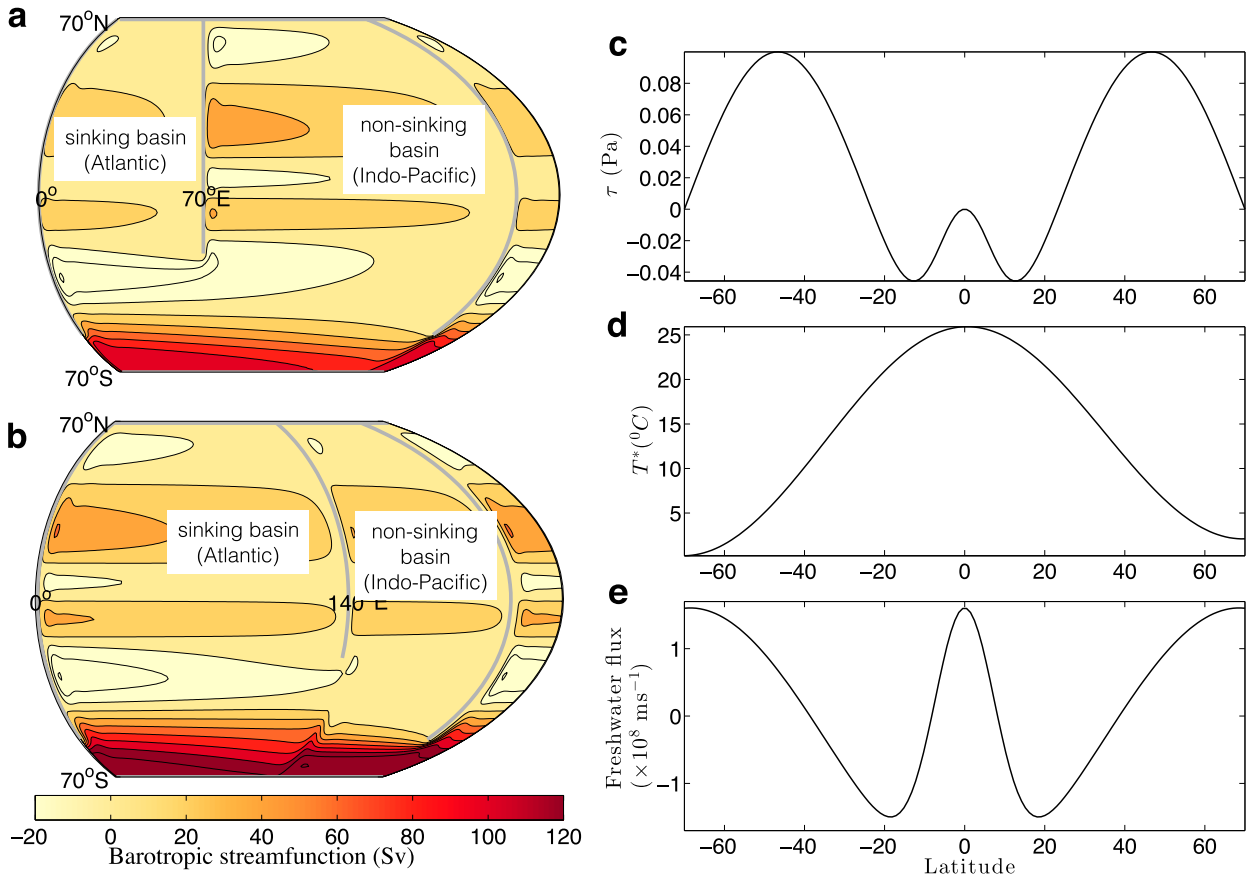 a
70°N
sinking basin
(Atlantic)
non-sinking
basin
(Indo-Pacific)
0°
70°E
70°S
b
70°N
sinking basin
(Atlantic)
non-sinking
basin
(Indo-Pacific)
0°
140°E
70°S
−20 0 20 40 60 80 100 120
Barotropic streamfunction (Sv)
c
τ (Pa)
0.08
0.06
0.04
0.02
0
−0.02
−0.04
−60 −40 −20 0 20 40 60
d
T*(⁰C)
25
20
15
10
5
−60 −40 −20 0 20 40 60
e
Freshwater flux
(×10⁸ ms⁻¹)
1
0
−1
−60 −40 −20 0 20 40 60
Latitude